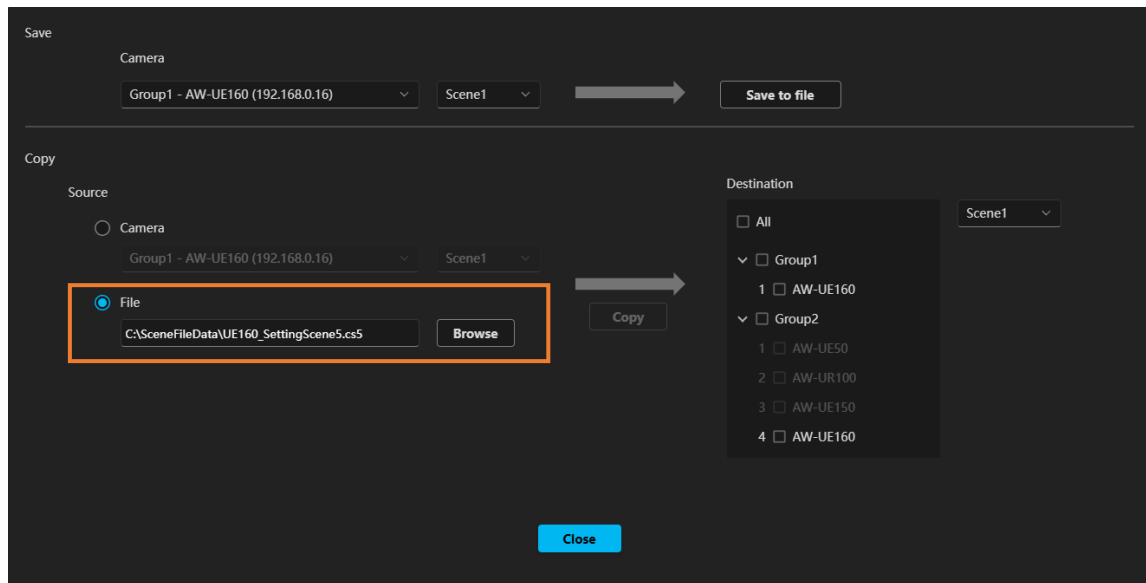 Save
Camera
Group1 - AW-UE160 (192.168.0.16)
Scene1
Save to file
Copy
Source
Camera
Group1 - AW-UE160 (192.168.0.16)
Scene1
File
C:\SceneFileData\UE160_SettingScene5.cs5
Browse
Copy
Destination
All
Scene1
Group1
1 AW-UE160
Group2
1 AW-UE50
2 AW-UR100
3 AW-UE150
4 AW-UE160
Close